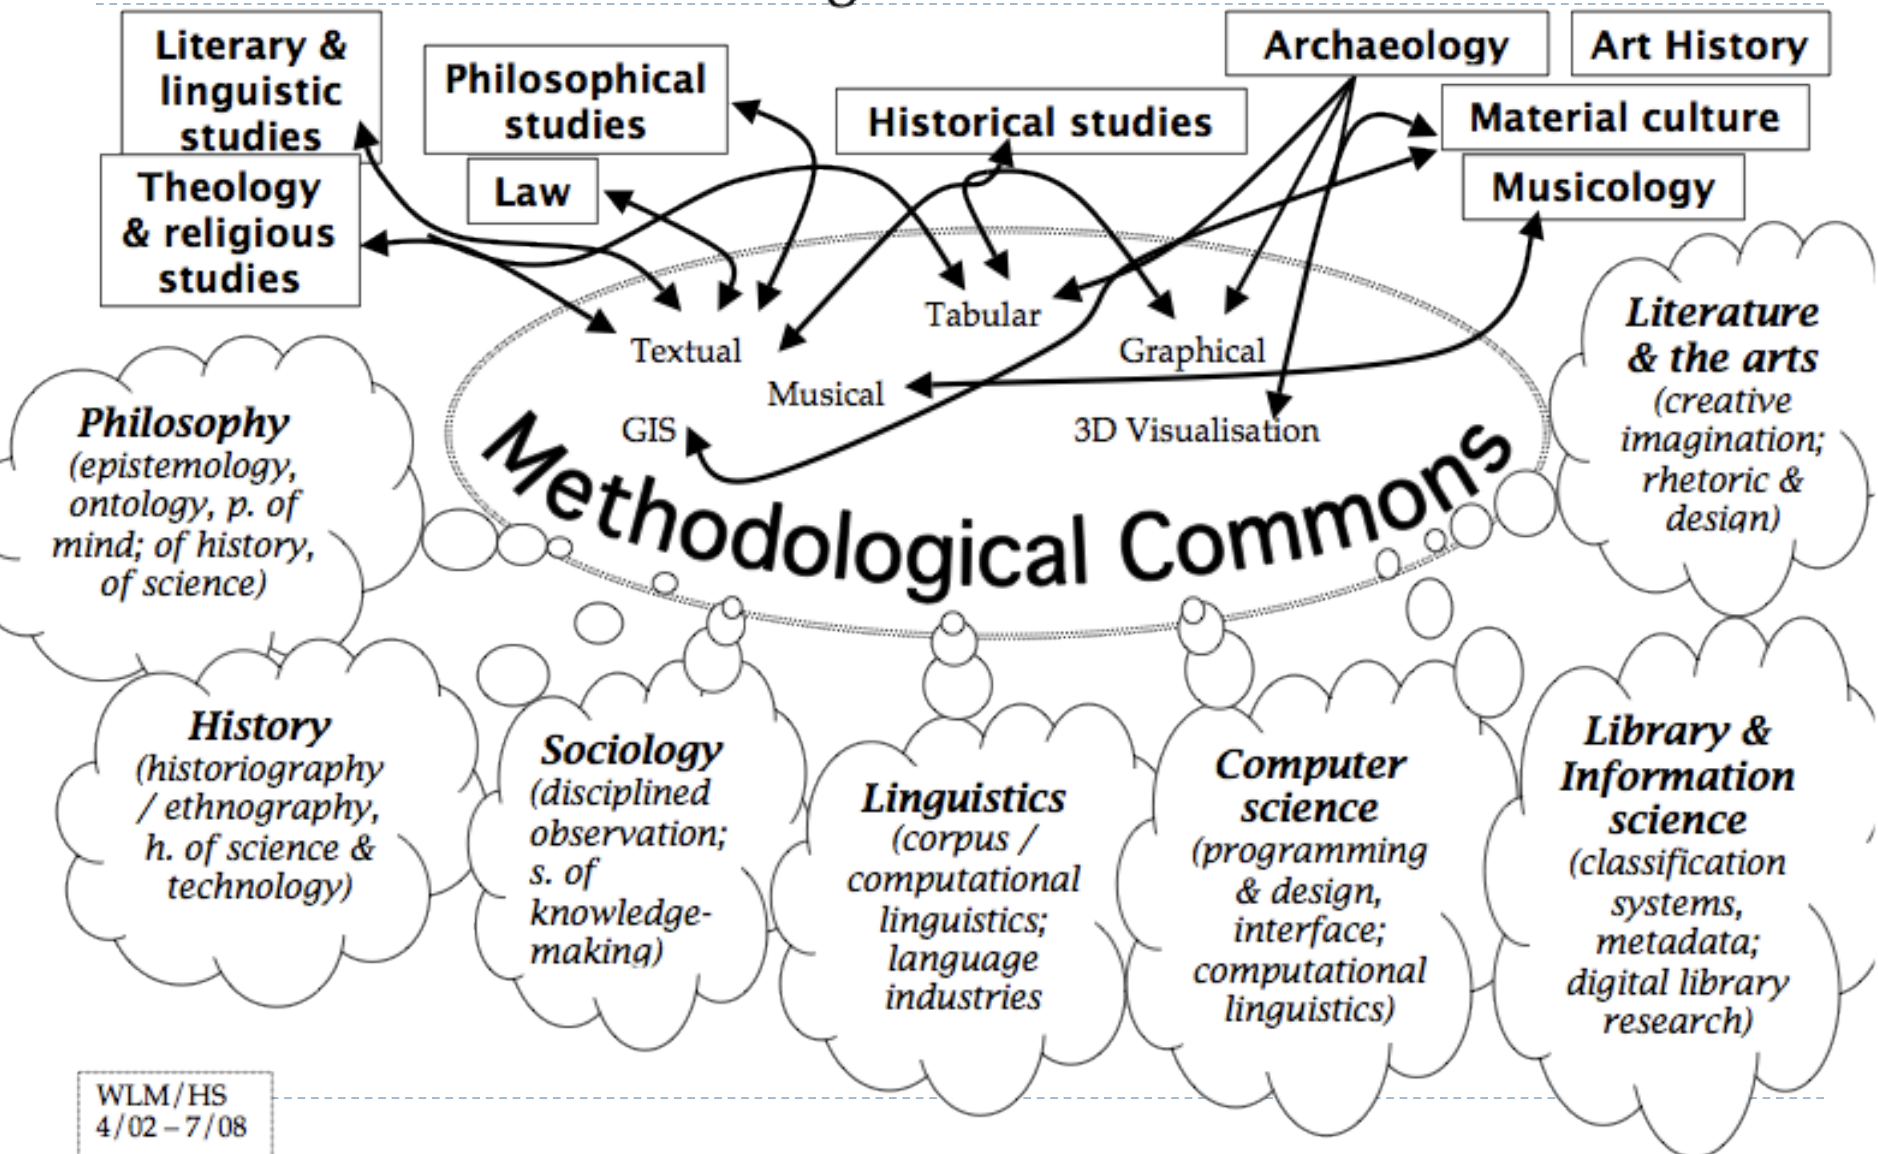 Literary &
linguistic
studies
Theology
& religious
studies
Philosophical
studies
Law
Historical studies
Archaeology
Art History
Material culture
Musicology
Textual
Tabular
Graphical
Musical
GIS
3D Visualisation
Methodological Commons
Literature
& the arts
(creative
imagination;
rhetoric &
design)
Philosophy
(epistemology,
ontology, p. of
mind; of history,
of science)
History
(historiography
/ ethnography,
h. of science &
technology)
Sociology
(disciplined
observation;
s. of
knowledge-
making)
Linguistics
(corpus /
computational
linguistics;
language
industries
Computer
science
(programming
& design,
interface;
computational
linguistics)
Library &
Information
science
(classification
systems,
metadata;
digital library
research)
WLM/HS
4/02 – 7/08